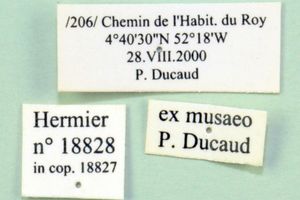 /206/ Chemin de l'Habit. du Roy
4°40'30"N 52°18'W
28.VIII.2000
P. Ducaud
Hermier
n° 18828
in cop. 18827
ex musaeo
P. Ducaud